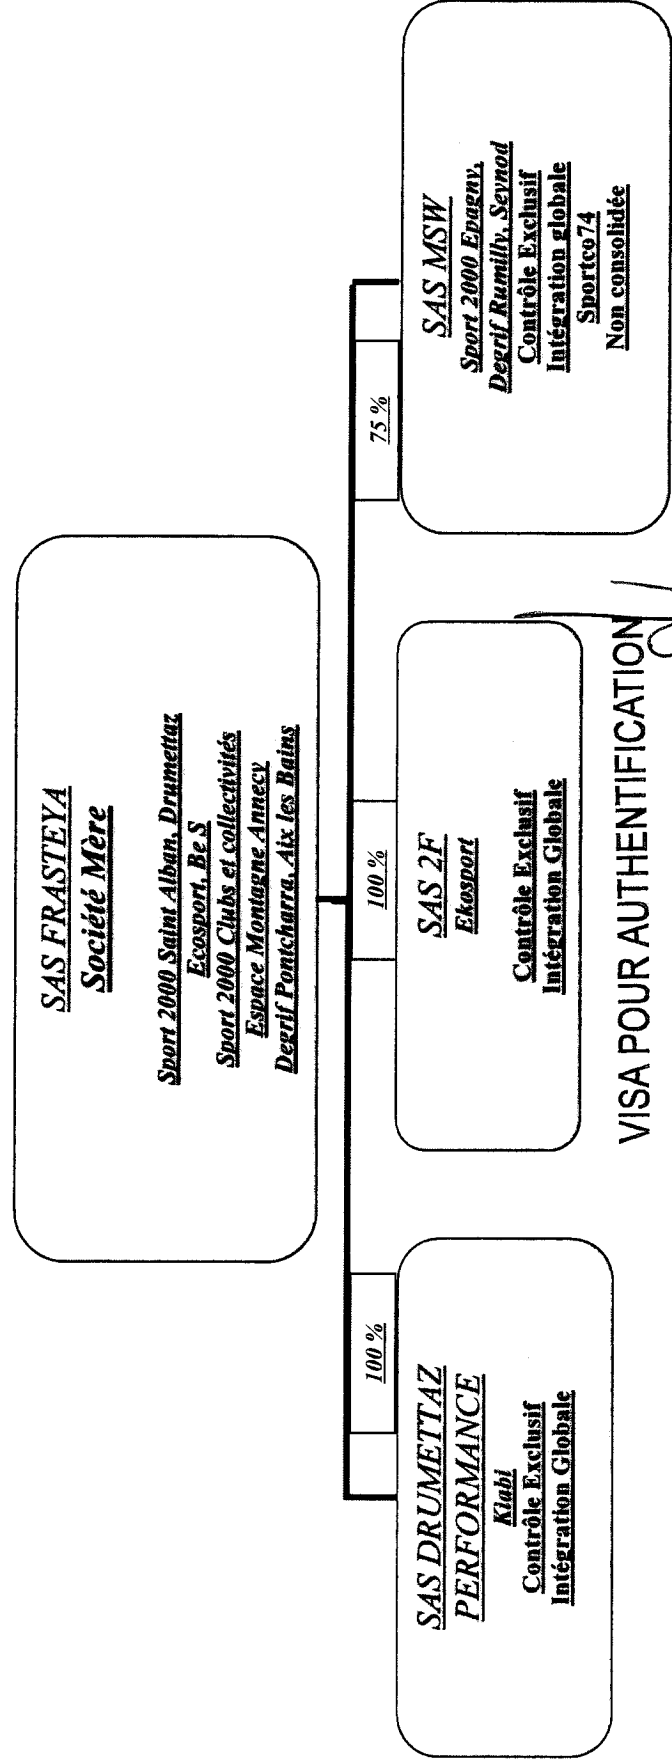 SAS FRASTEYA
Société Mère
Sport 2000 Saint Alban, Drumettaz
Ecosport, Be S
Sport 2000 Clubs et collectivités
Espace Montagne Annecy
Degrif Pontcharra, Aix les Bains
100 %
100 %
75 %
SAS DRUMETTAZ
PERFORMANCE
Klabi
Contrôle Exclusif
Intégration Globale
SAS 2F
Ekosport
Contrôle Exclusif
Intégration Globale
SAS MSW
Sport 2000 Epagny,
Degrif Rumilly, Seynod
Contrôle Exclusif
Intégration globale
Sportco74
Non consolidée
VISA POUR AUTHENTIFICATION